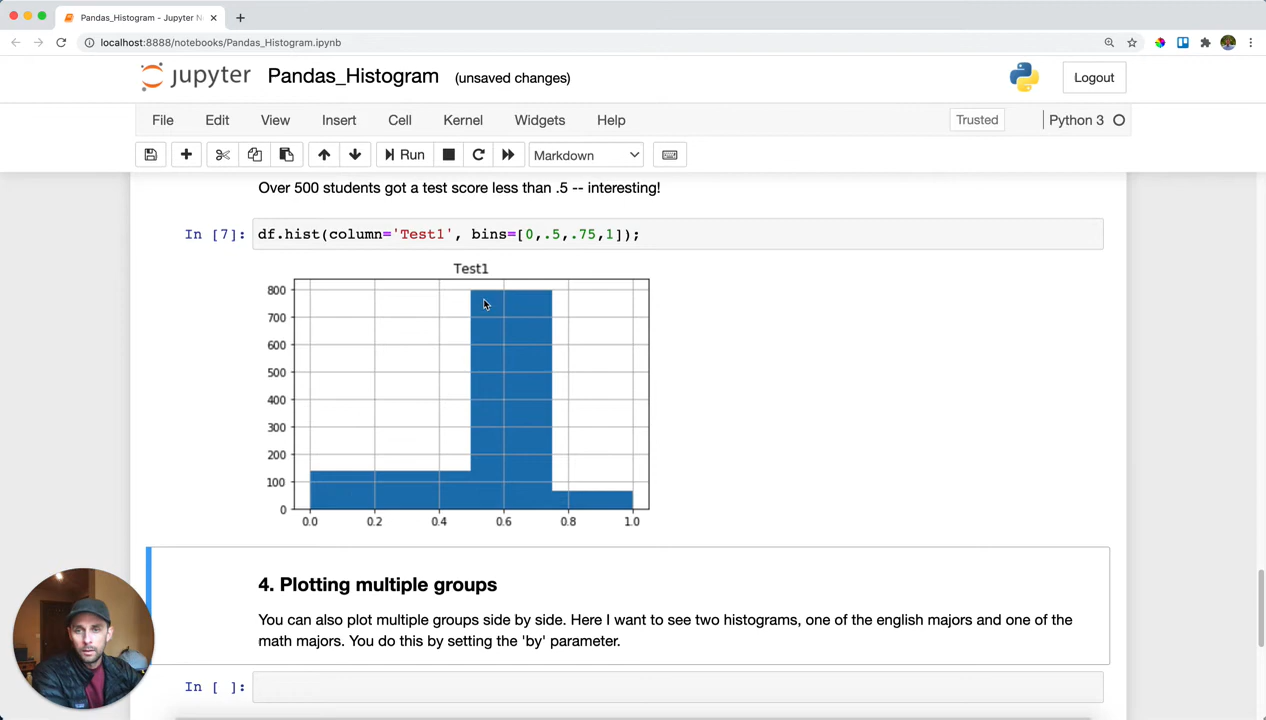 Pandas_Histogram - Jupyter N
localhost:8888/notebooks/Pandas_Histogram.ipynb
jupyter Pandas_Histogram (unsaved changes) Logout
File Edit View Insert Cell Kernel Widgets Help Trusted Python 3
Run Markdown
Over 500 students got a test score less than .5 -- interesting!
In [7]: df.hist(column='Test1', bins=[0,.5,.75,1]);
Test1
800
700
600
500
400
300
200
100
0
0.0 0.2 0.4 0.6 0.8 1.0
4. Plotting multiple groups
You can also plot multiple groups side by side. Here I want to see two histograms, one of the english majors and one of the
math majors. You do this by setting the 'by' parameter.
In [ ]: